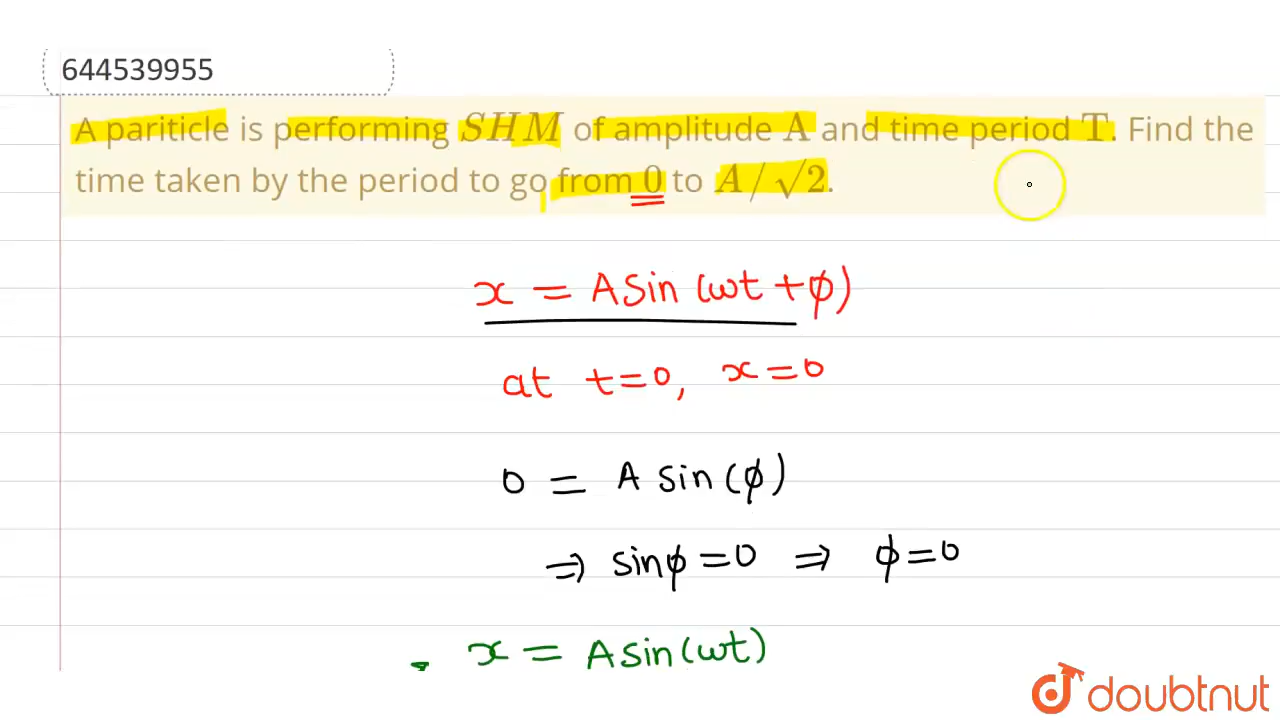 644539955
A pariticle is performing SHM of amplitude A and time period T. Find the
time taken by the period to go from 0 to A/√2.
x = A sin (ωt + ϕ)
at t=0, x=0
0 = A sin(ϕ)
⇒ sinϕ = 0 ⇒ ϕ = 0
x = A sin(ωt)
doubtnut